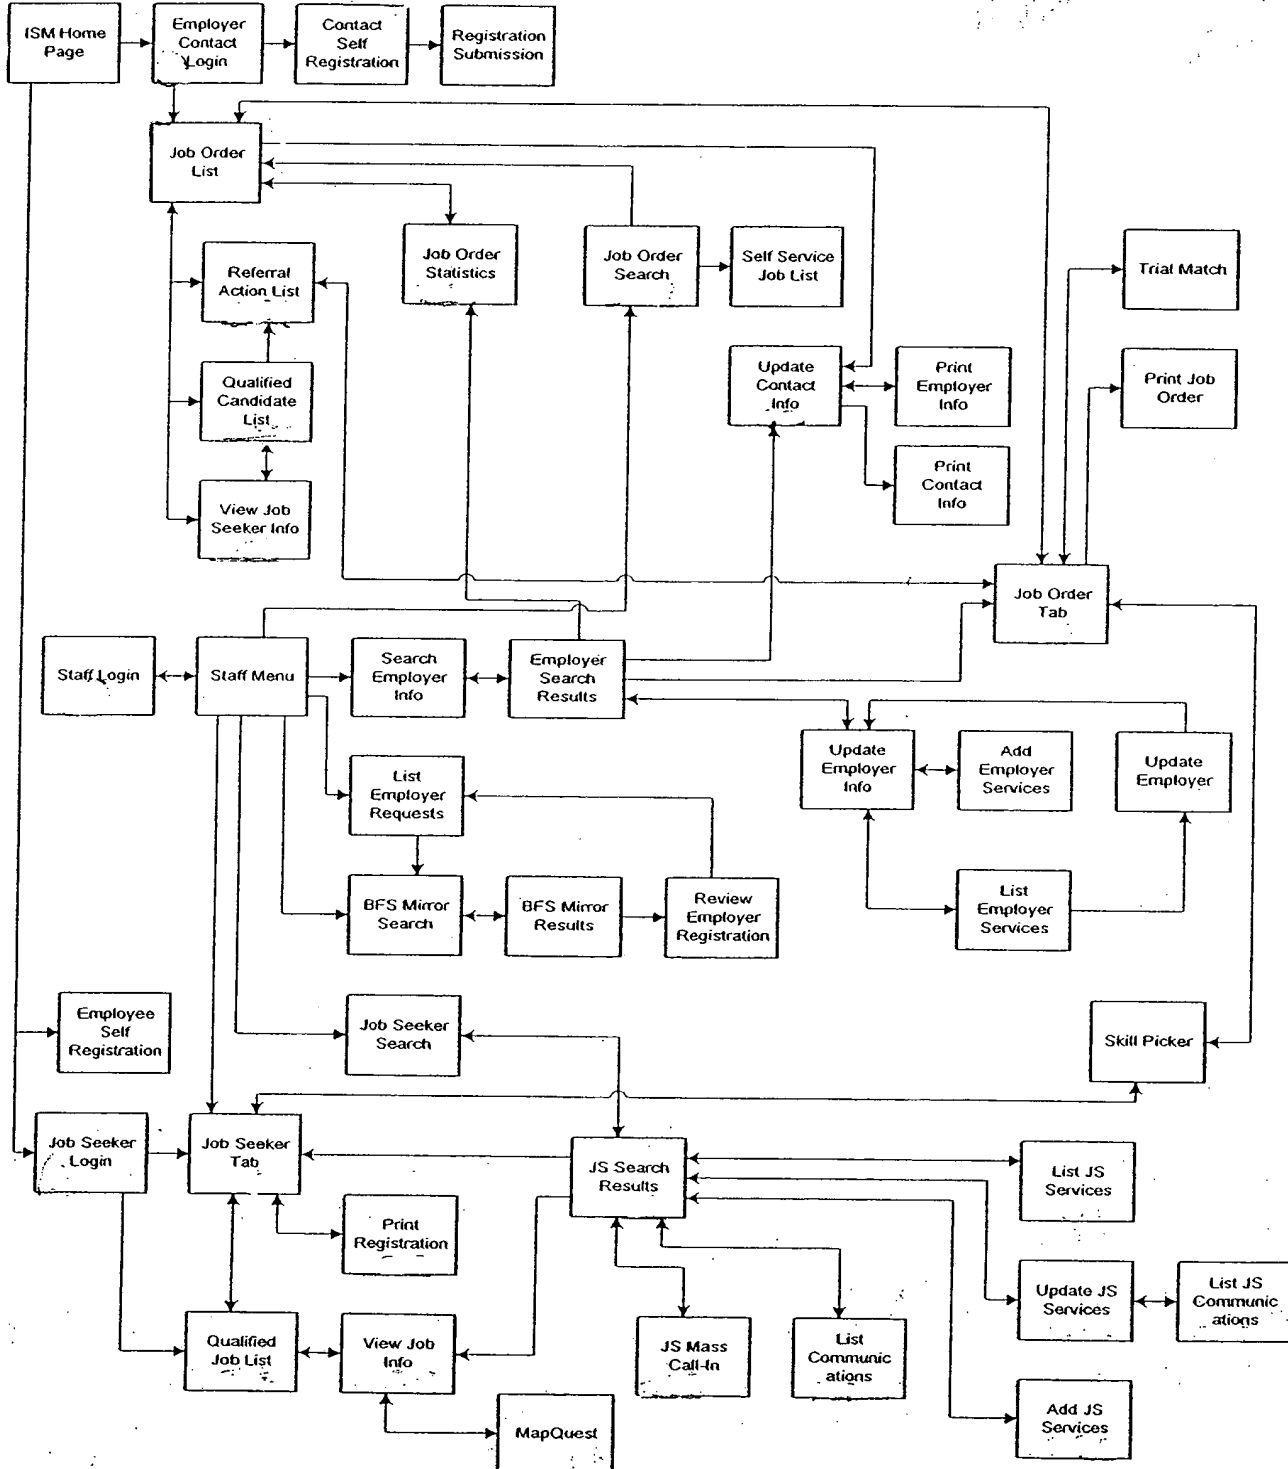 ISM Home
Page
Employer
Contact
Login
Contact
Self
Registration
Registration
Submission
Job Order
List
Referral
Action List
Job Order
Statistics
Job Order
Search
Self Service
Job List
Trial Match
Qualified
Candidate
List
Update
Contact
Info
Print
Employer
Info
Print Job
Order
View Job
Seeker Info
Print
Contact
Info
Job Order
Tab
Staff Login
Staff Menu
Search
Employer
Info
Employer
Search
Results
Update
Employer
Info
Add
Employer
Services
Update
Employer
List
Employer
Requests
BFS Mirror
Search
BFS Mirror
Results
Review
Employer
Registration
List
Employer
Services
Employee
Self
Registration
Job Seeker
Search
Skill Picker
Job Seeker
Login
Job Seeker
Tab
JS Search
Results
List JS
Services
Print
Registration
Update JS
Services
List JS
Communic
ations
Qualified
Job List
View Job
Info
JS Mass
Call-In
List
Communic
ations
Add JS
Services
MapQuest